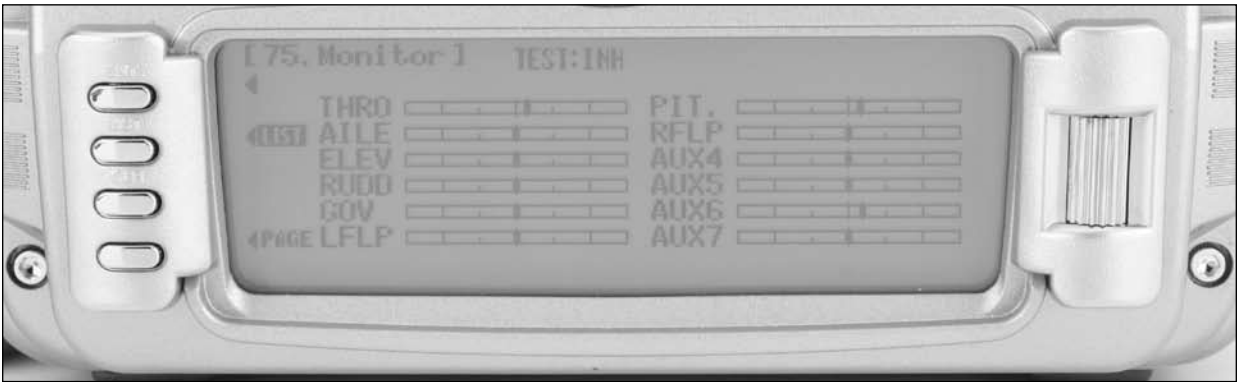 [75.Monitor] TEST:INH
THRO PIT.
LIST AILE RFLP
ELEV AUX4
RUDD AUX5
GOV AUX6
PAGE LFLP AUX7